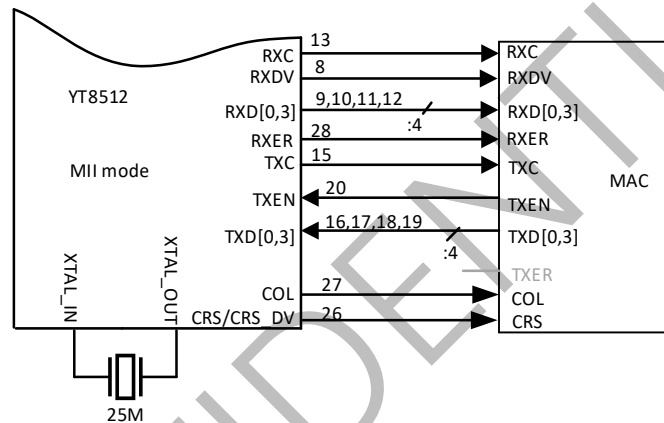 13
RXC RXC
8
RXDV RXDV
YT8512
9,10,11,12
RXD[0,3] RXD[0,3]
:4
28
RXER RXER
15
TXC TXC
MII mode
MAC
20
TXEN TXEN
16,17,18,19
TXD[0,3] TXD[0,3]
:4
XTAL_IN
XTAL_OUT
TXER
27
COL COL
26
CRS/CRS_DV CRS
25M
IDENTI